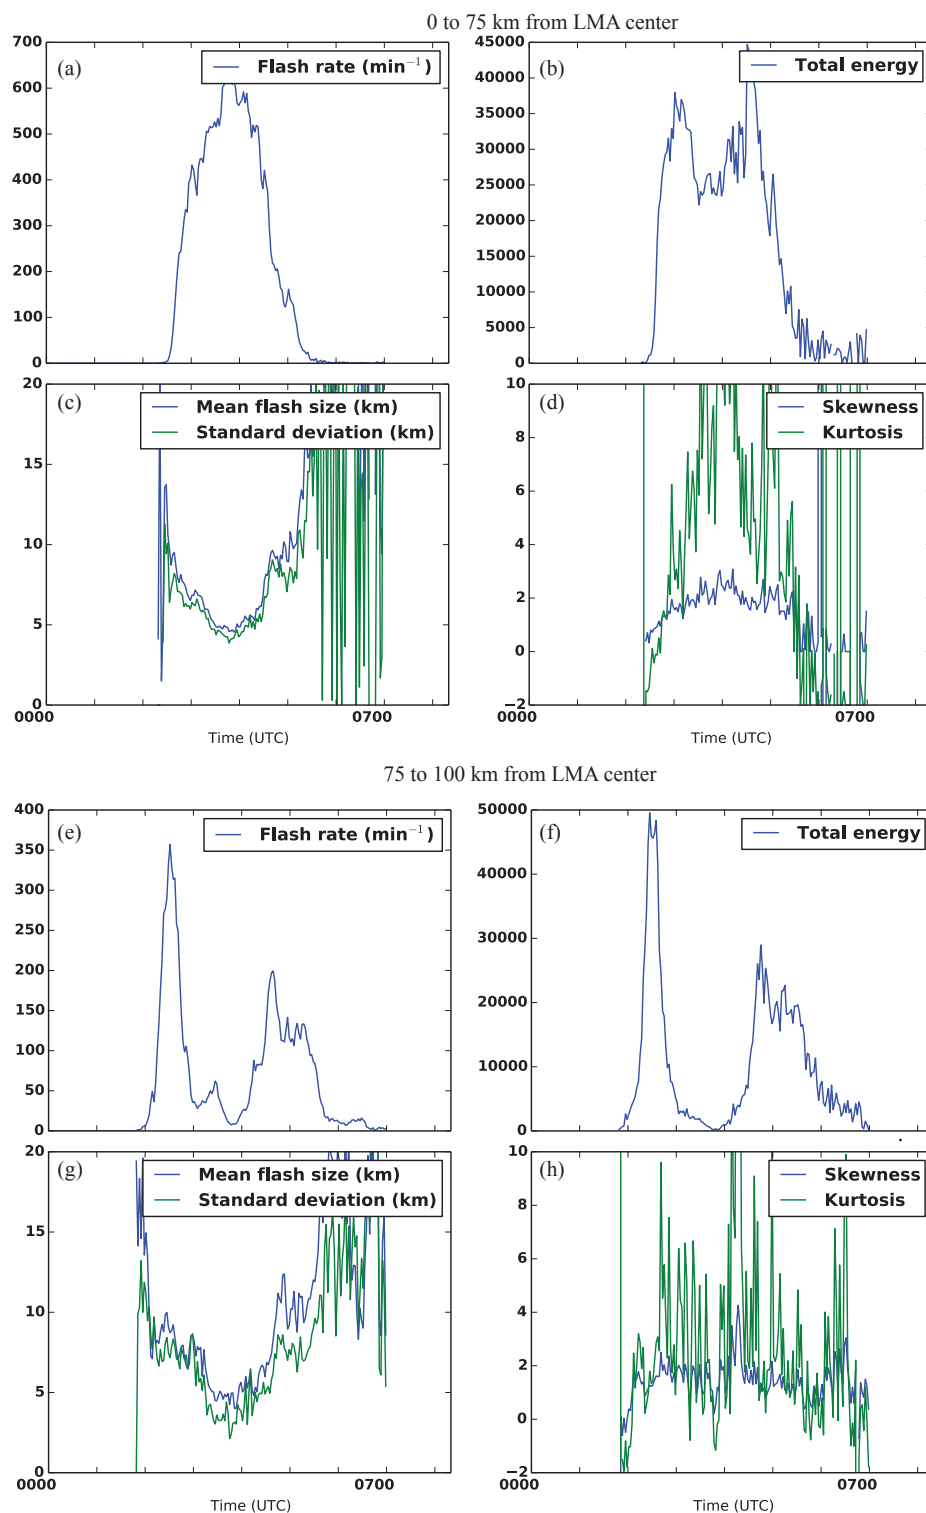 0 to 75 km from LMA center
(a)
Flash rate (min⁻¹)
700
600
500
400
300
200
100
0
(b)
Total energy
45000
40000
35000
30000
25000
20000
15000
10000
5000
0
(c)
Mean flash size (km)
Standard deviation (km)
20
15
10
5
0
0000
0700
Time (UTC)
(d)
Skewness
Kurtosis
10
8
6
4
2
0
−2
0000
0700
Time (UTC)
75 to 100 km from LMA center
(e)
Flash rate (min⁻¹)
400
350
300
250
200
150
100
50
0
(f)
Total energy
50000
40000
30000
20000
10000
0
(g)
Mean flash size (km)
Standard deviation (km)
20
15
10
5
0
0000
0700
Time (UTC)
(h)
Skewness
Kurtosis
10
8
6
4
2
0
−2
0000
0700
Time (UTC)